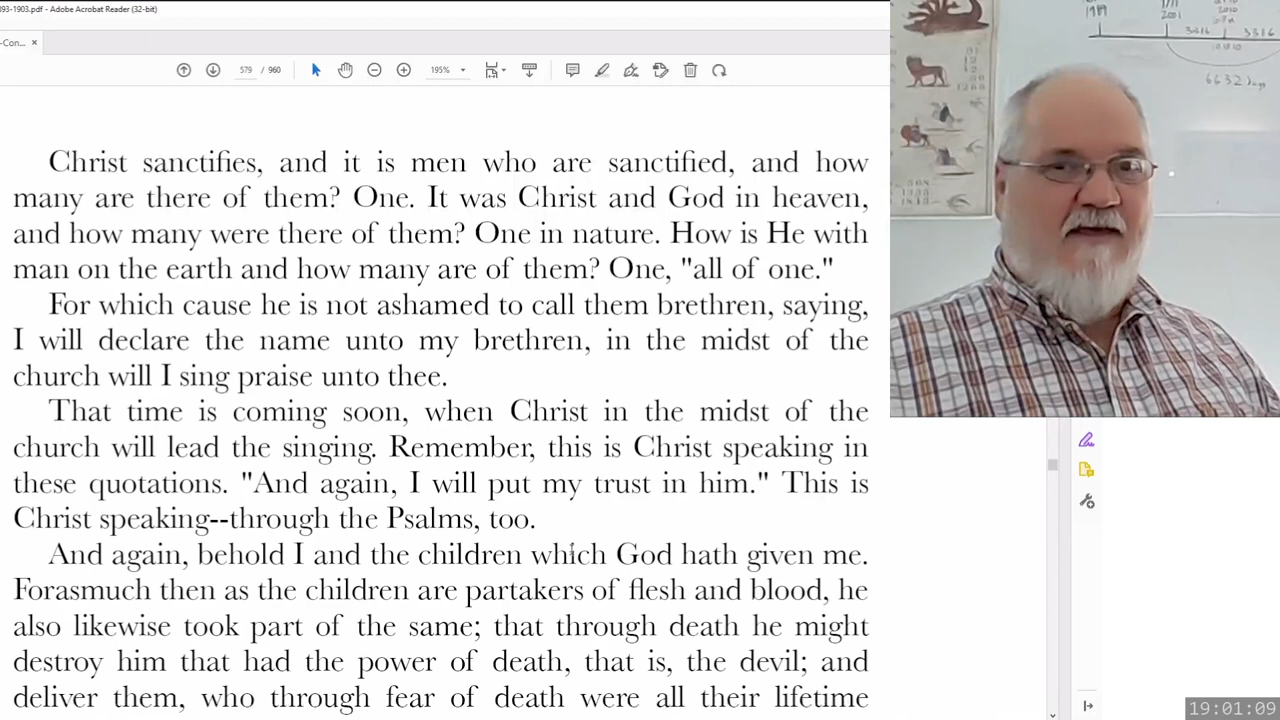 393-1903.pdf - Adobe Acrobat Reader (32-bit)
-Con... ×
579 / 980 195%
Christ sanctifies, and it is men who are sanctified, and how
many are there of them? One. It was Christ and God in heaven,
and how many were there of them? One in nature. How is He with
man on the earth and how many are of them? One, "all of one."
For which cause he is not ashamed to call them brethren, saying,
I will declare the name unto my brethren, in the midst of the
church will I sing praise unto thee.
That time is coming soon, when Christ in the midst of the
church will lead the singing. Remember, this is Christ speaking in
these quotations. "And again, I will put my trust in him." This is
Christ speaking--through the Psalms, too.
And again, behold I and the children which God hath given me.
Forasmuch then as the children are partakers of flesh and blood, he
also likewise took part of the same; that through death he might
destroy him that had the power of death, that is, the devil; and
deliver them, who through fear of death were all their lifetime
1989
2001
3316 3316
6632
19:01:09